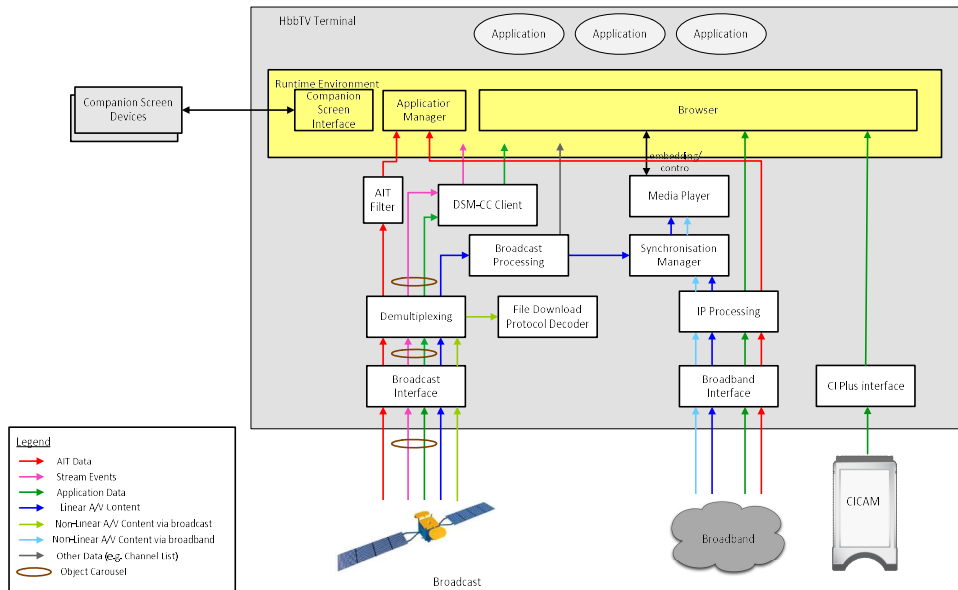 HbbTV Terminal
Application
Application
Application
Runtime Environment
Companion
Screen
Interface
Application
Manager
Browser
Companion Screen
Devices
embedding/
contro
AIT
Filter
DSM-CC Client
Media Player
Broadcast
Processing
Synchronisation
Manager
Demultiplexing
File Download
Protocol Decoder
IP Processing
Broadcast
Interface
Broadband
Interface
CI Plus interface
Legend
AIT Data
Stream Events
Application Data
Linear A/V Content
Non-Linear A/V Content via broadcast
Non-Linear A/V Content via broadband
Other Data (e.g. Channel List)
Object Carousel
CICAM
Broadband
Broadcast